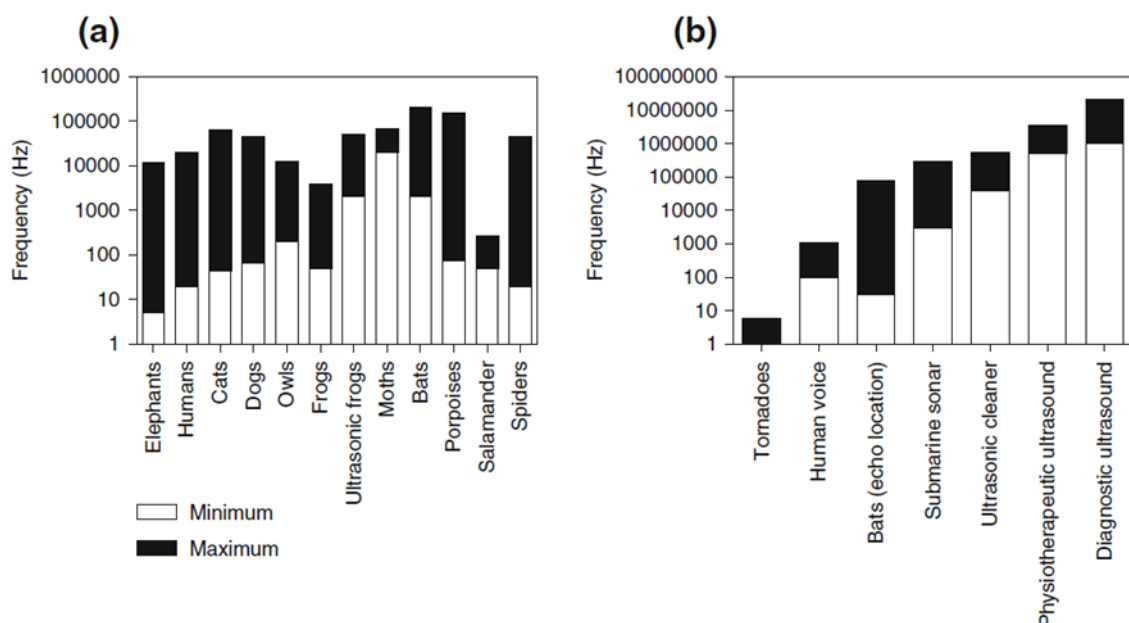 (a)
Frequency (Hz)
1000000
100000
10000
1000
100
10
1
Elephants
Humans
Cats
Dogs
Owls
Frogs
Ultrasonic frogs
Moths
Bats
Porpoises
Salamander
Spiders
Minimum
Maximum
(b)
Frequency (Hz)
100000000
10000000
1000000
100000
10000
1000
100
10
1
Tornadoes
Human voice
Bats (echo location)
Submarine sonar
Ultrasonic cleaner
Physiotherapeutic ultrasound
Diagnostic ultrasound